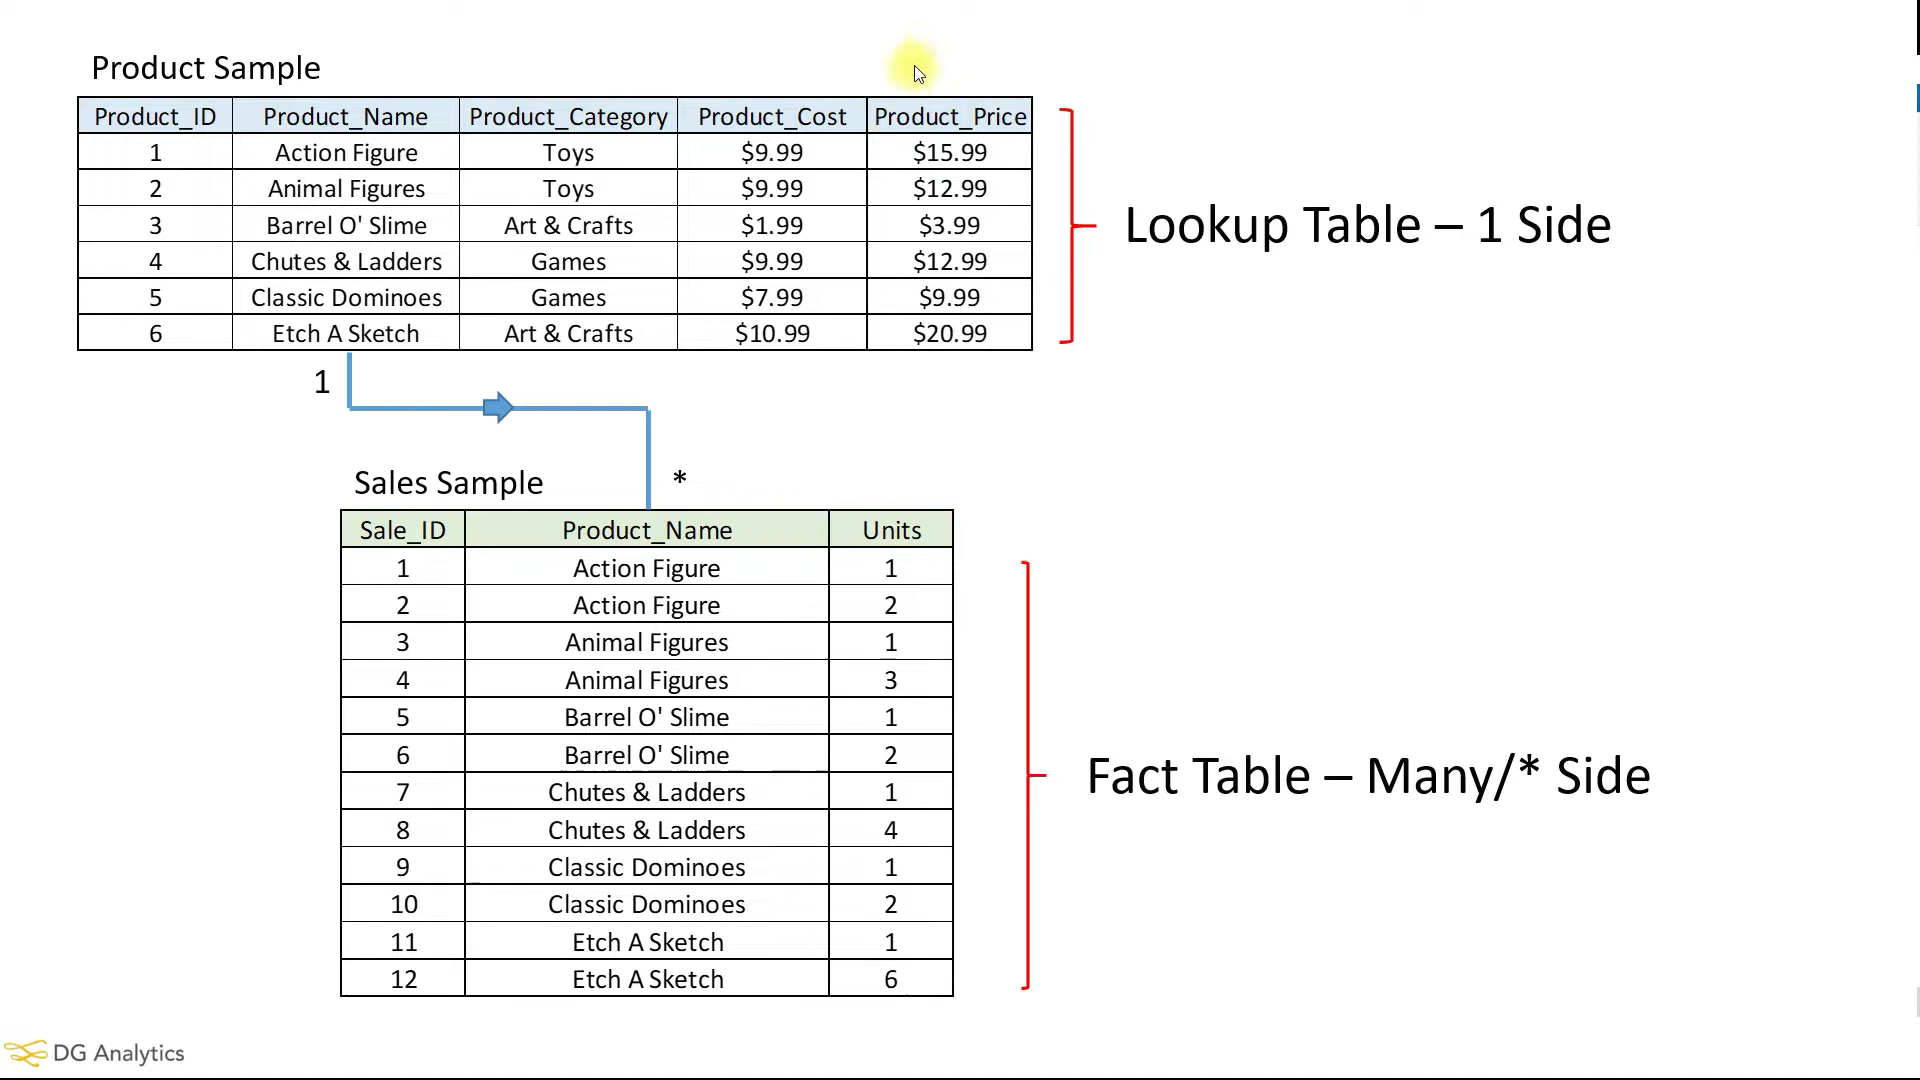 Product Sample
Product_ID Product_Name Product_Category Product_Cost Product_Price
1 Action Figure Toys $9.99 $15.99
2 Animal Figures Toys $9.99 $12.99
3 Barrel O' Slime Art & Crafts $1.99 $3.99
4 Chutes & Ladders Games $9.99 $12.99
5 Classic Dominoes Games $7.99 $9.99
6 Etch A Sketch Art & Crafts $10.99 $20.99
Lookup Table – 1 Side
1
Sales Sample
*
Sale_ID Product_Name Units
1 Action Figure 1
2 Action Figure 2
3 Animal Figures 1
4 Animal Figures 3
5 Barrel O' Slime 1
6 Barrel O' Slime 2
7 Chutes & Ladders 1
8 Chutes & Ladders 4
9 Classic Dominoes 1
10 Classic Dominoes 2
11 Etch A Sketch 1
12 Etch A Sketch 6
Fact Table – Many/* Side
DG Analytics